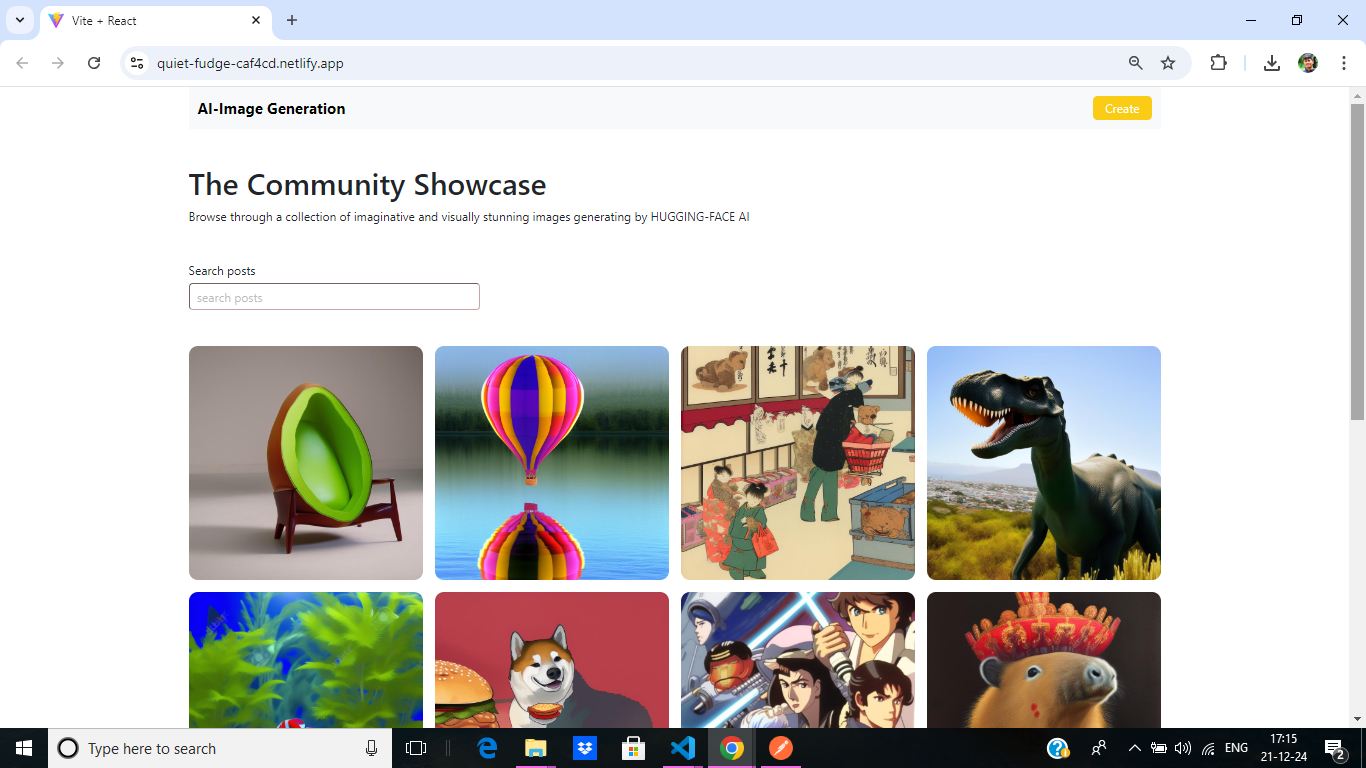 Vite + React
quiet-fudge-caf4cd.netlify.app
AI-Image Generation
Create
The Community Showcase
Browse through a collection of imaginative and visually stunning images generating by HUGGING-FACE AI
Search posts
search posts
Type here to search
ENG
17:15
21-12-24
2